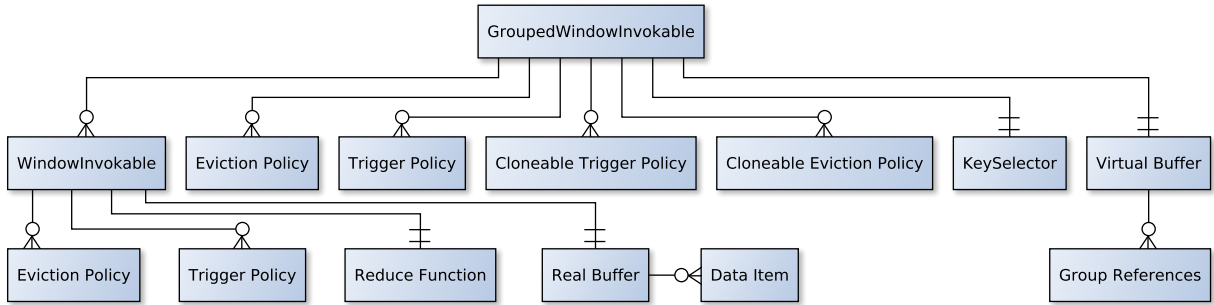 GroupedWindowInvokable
WindowInvokable
Eviction Policy
Trigger Policy
Cloneable Trigger Policy
Cloneable Eviction Policy
KeySelector
Virtual Buffer
Eviction Policy
Trigger Policy
Reduce Function
Real Buffer
Data Item
Group References